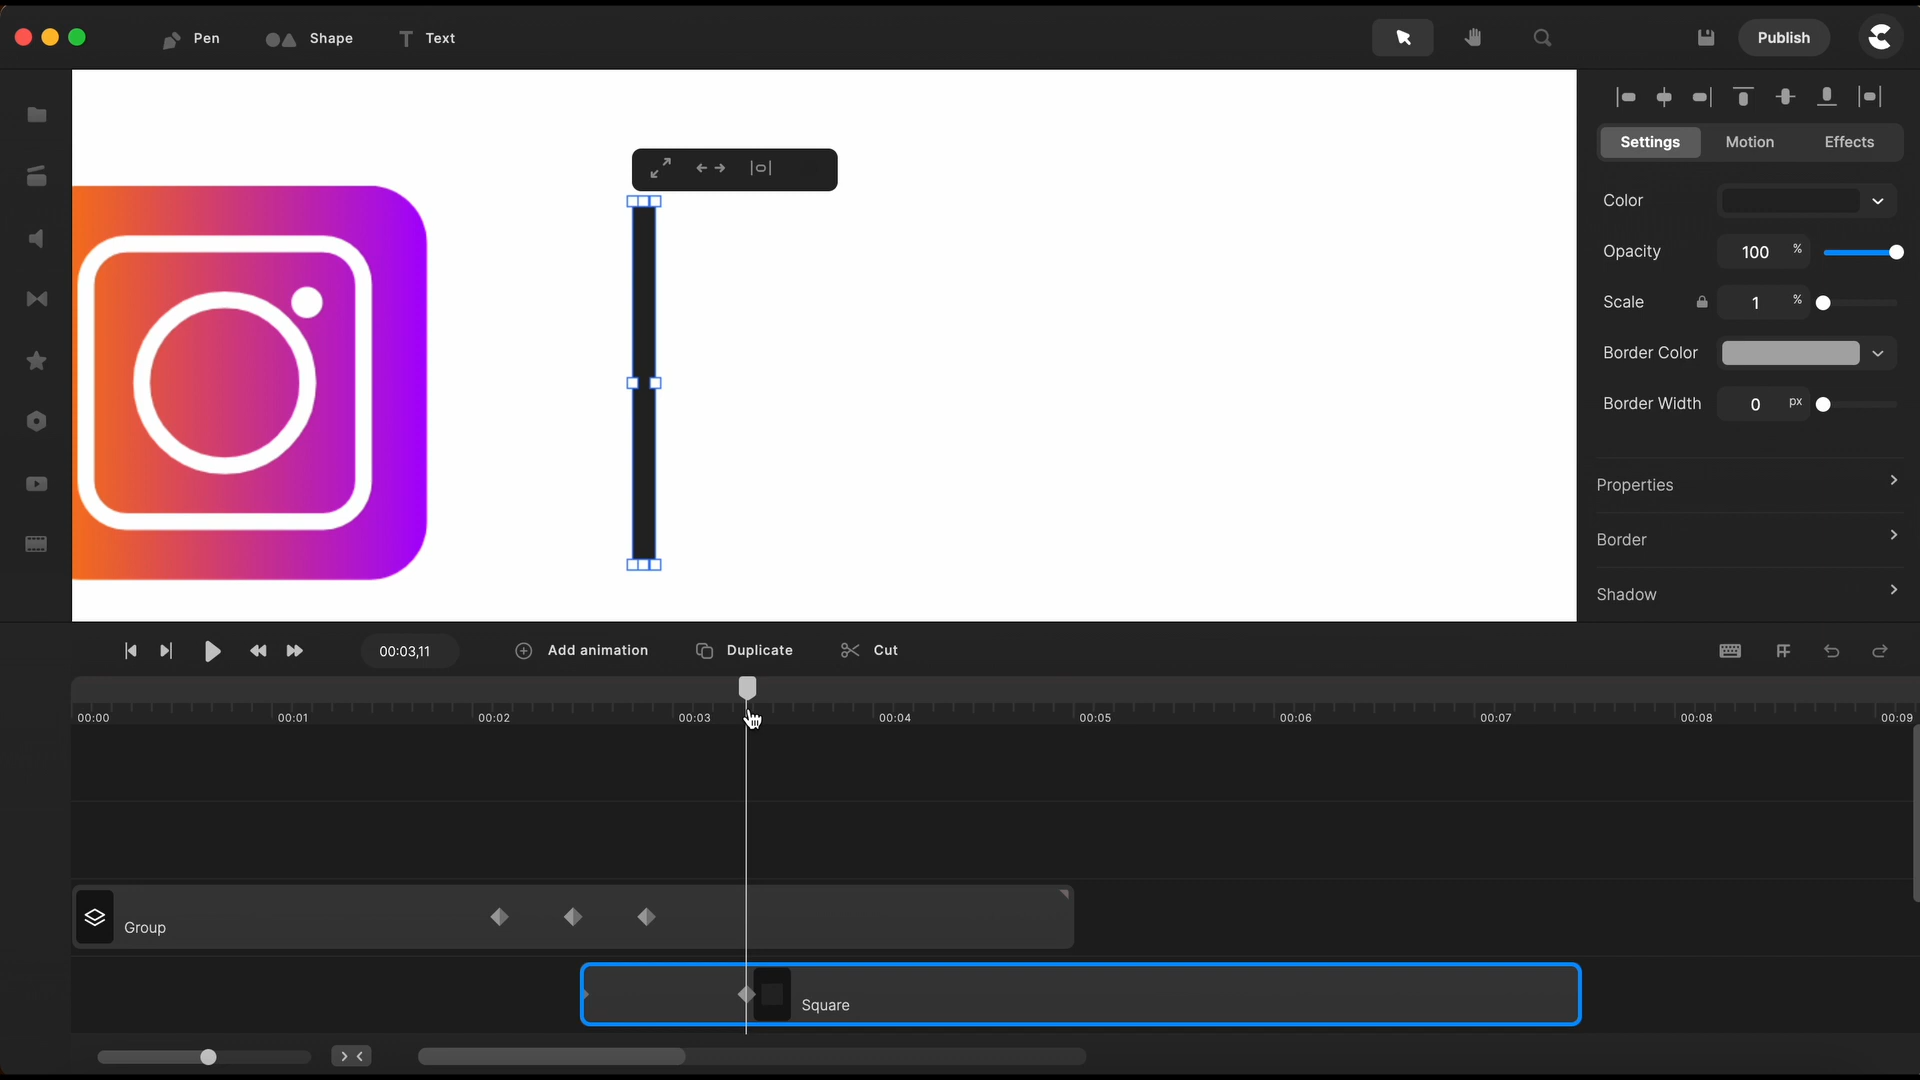 Pen Shape Text Publish
Settings Motion Effects
Color
Opacity 100 %
Scale 1 %
Border Color
Border Width 0 px
Properties
Border
Shadow
00:03,11 Add animation Duplicate Cut
00:00 00:01 00:02 00:03 00:04 00:05 00:06 00:07 00:08 00:09
Group
Square